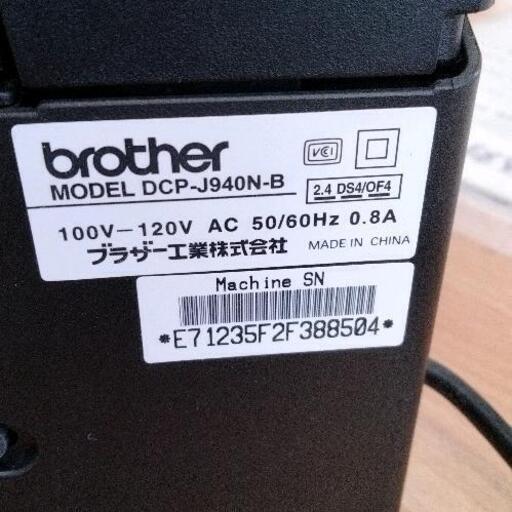 brother
VCI
MODEL DCP-J940N-B
2.4 DS4/OF4
100V-120V AC 50/60Hz 0.8A
ブラザー工業株式会社
MADE IN CHINA
Machine SN
*E71235F2F388504*